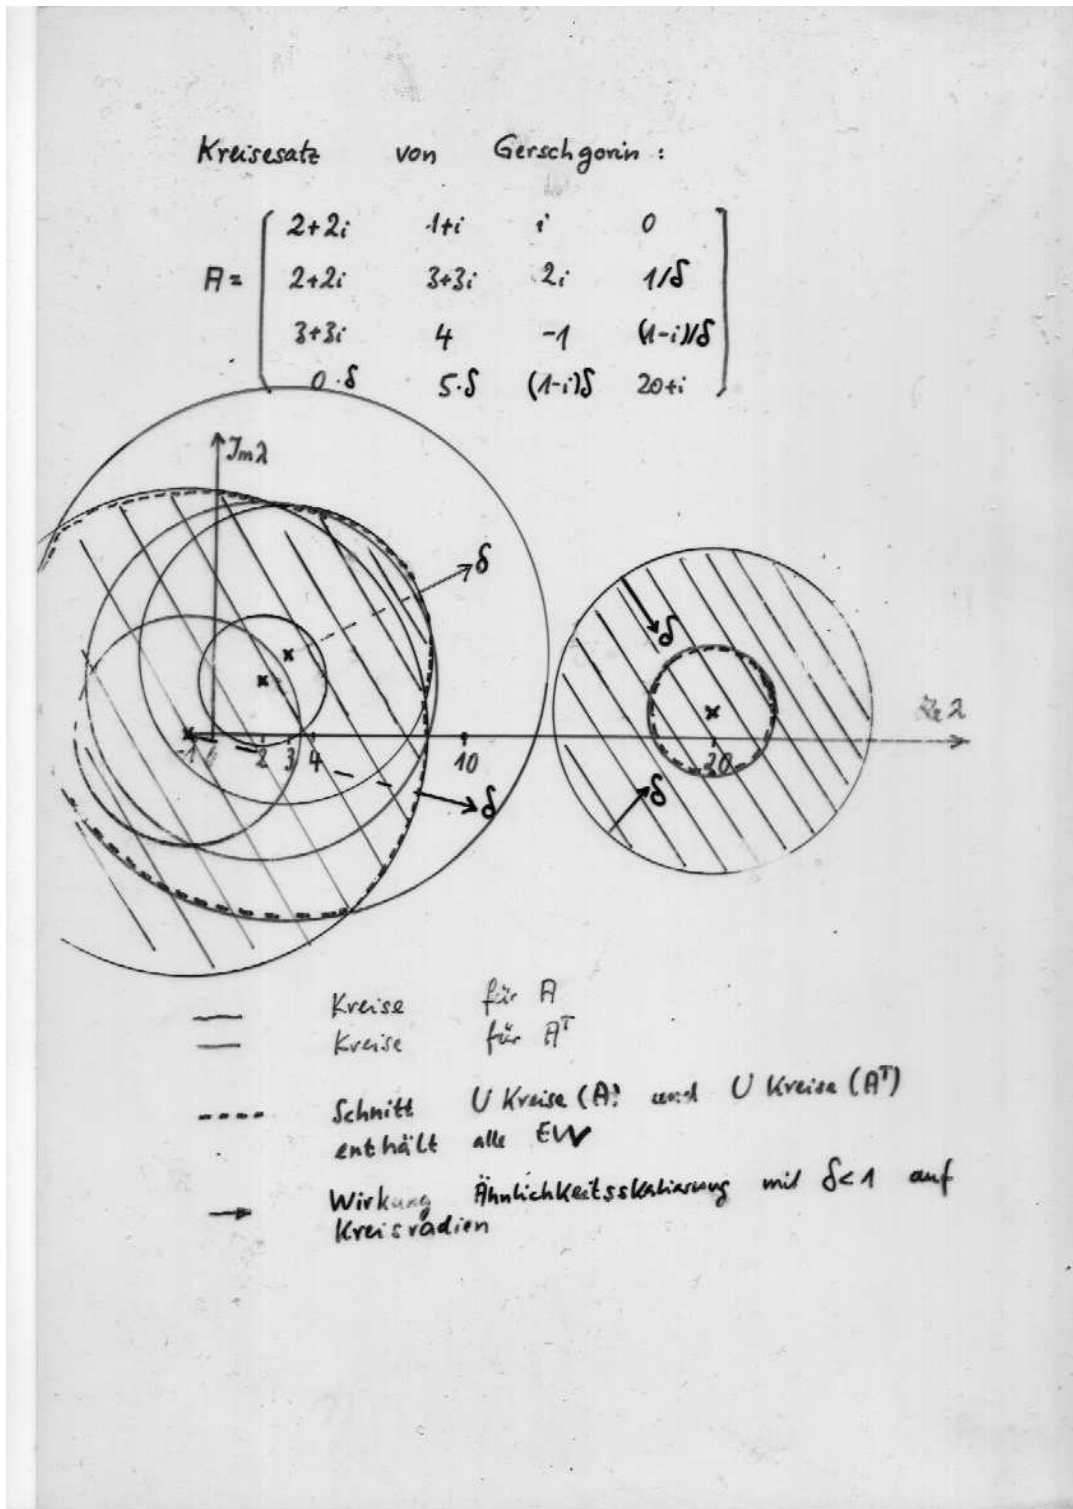 Kreisesatz von Gerschgorin :
2+2i 1+i i 0
A = 2+2i 3+3i 2i 1/δ
3+3i 4 -1 (1-i)/δ
0·δ 5·δ (1-i)δ 20+i
Im λ
δ
δ
Re λ
-1 2 3 4 10 20
δ
δ
Kreise für A
Kreise für A^T
Schnitt U Kreise (A) und U Kreise (A^T)
enthält alle EW
Wirkung Ähnlichkeitsskalierung mit δ<1 auf
Kreisradien